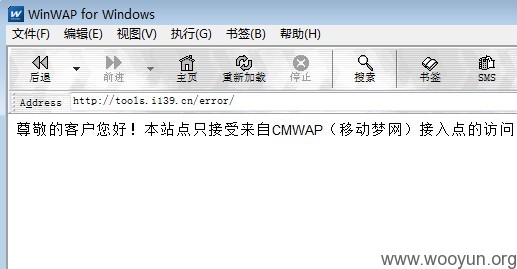 WinWAP for Windows
文件(F) 编辑(E) 视图(V) 执行(G) 书签(B) 帮助(H)
后退 前进 主页 重新加载 停止 搜索 书签 SMS
Address http://tools.i139.cn/error/
尊敬的客户您好！本站点只接受来自CMWAP（移动梦网）接入点的访问
www.wooyun.org